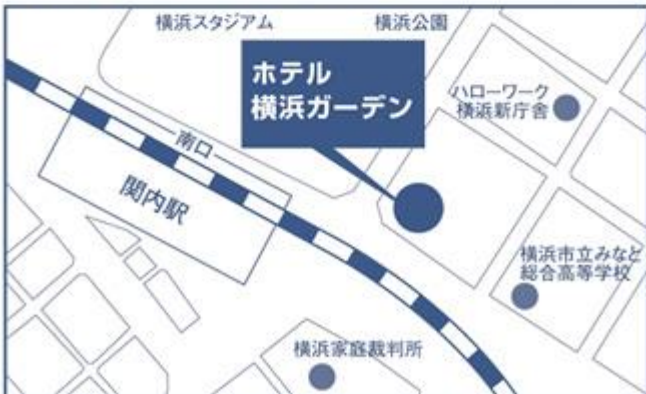 横浜スタジアム
横浜公園
ホテル
横浜ガーデン
ハローワーク
横浜新庁舎
南口
関内駅
横浜市立みなと
総合高等学校
横浜家庭裁判所